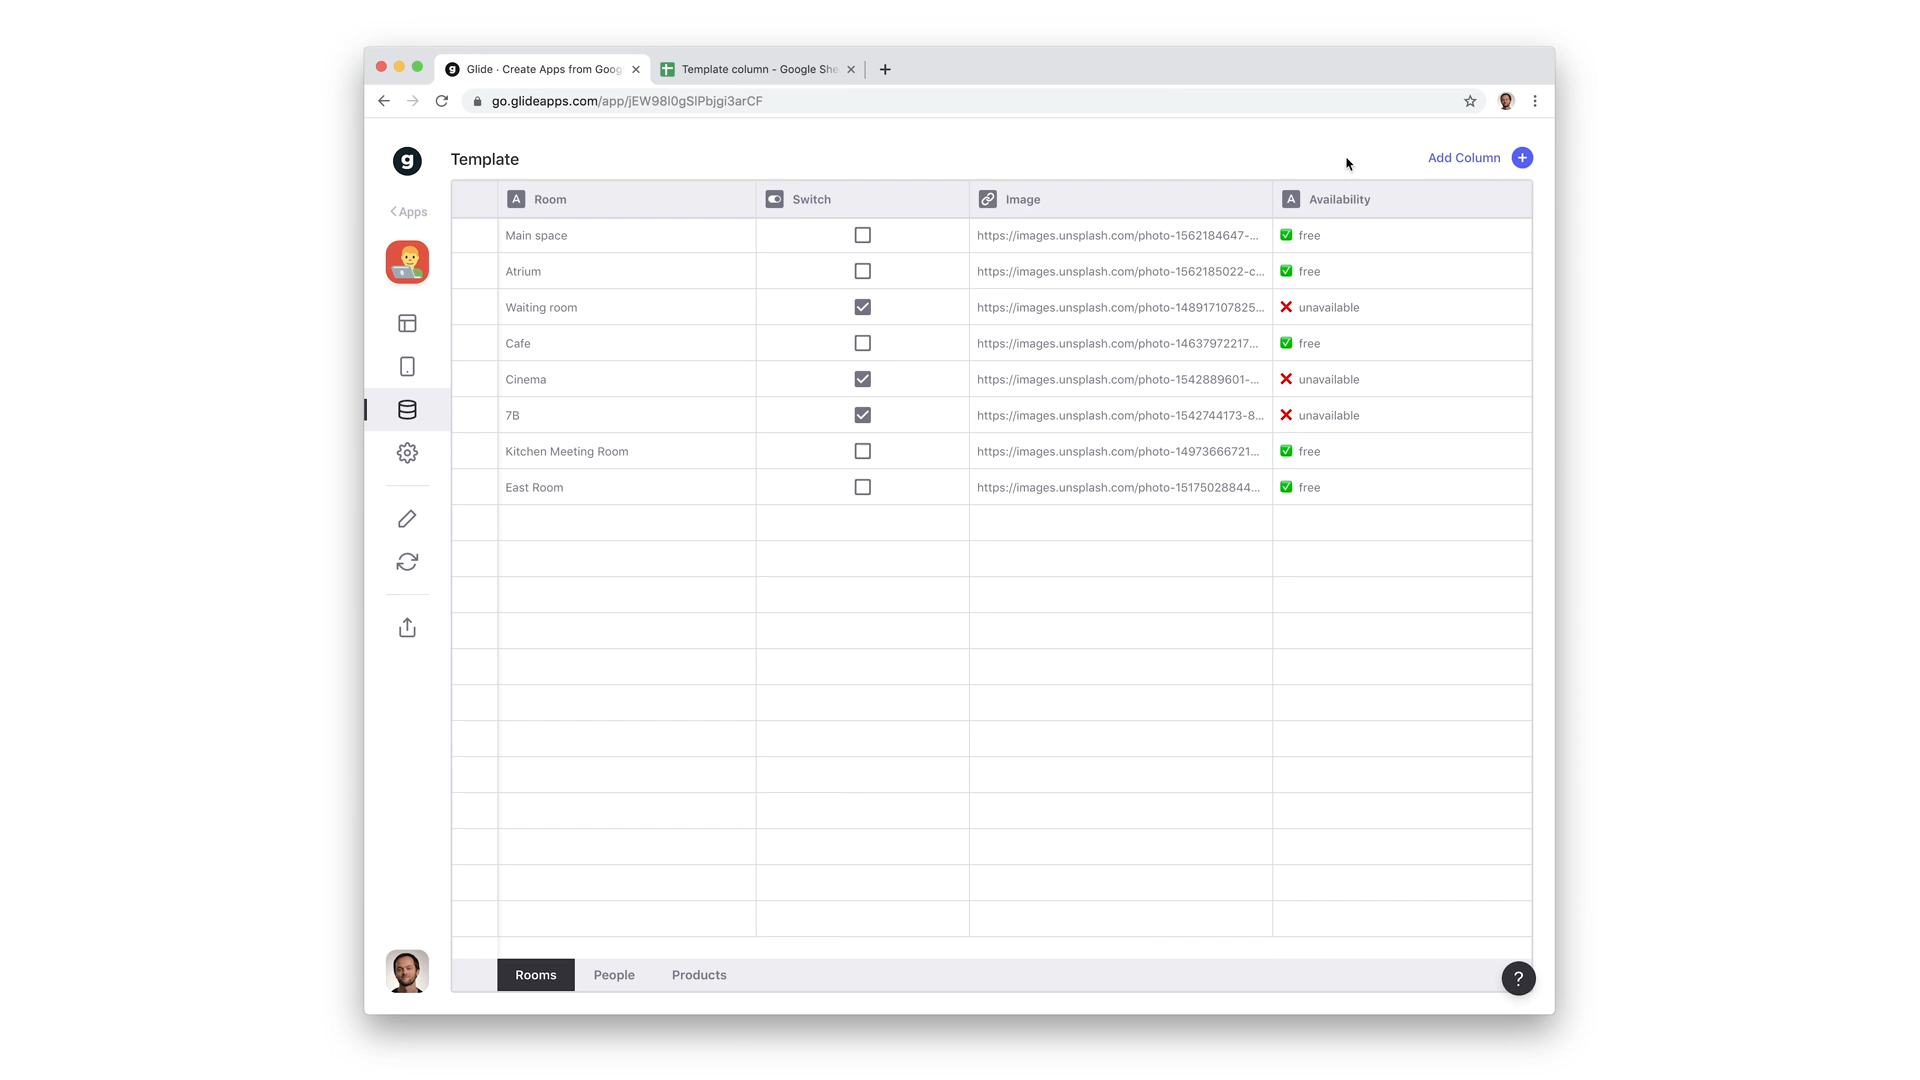 Glide · Create Apps from Goog
Template column - Google She
go.glideapps.com/app/jEW98l0gSlPbjgi3arCF
g
Template
Add Column
Apps
A Room
Switch
Image
A Availability
Main space
https://images.unsplash.com/photo-1562184647-...
free
Atrium
https://images.unsplash.com/photo-1562185022-c...
free
Waiting room
https://images.unsplash.com/photo-148917107825...
unavailable
Cafe
https://images.unsplash.com/photo-14637972217...
free
Cinema
https://images.unsplash.com/photo-1542889601-...
unavailable
7B
https://images.unsplash.com/photo-1542744173-8...
unavailable
Kitchen Meeting Room
https://images.unsplash.com/photo-14973666721...
free
East Room
https://images.unsplash.com/photo-15175028844...
free
Rooms
People
Products
?